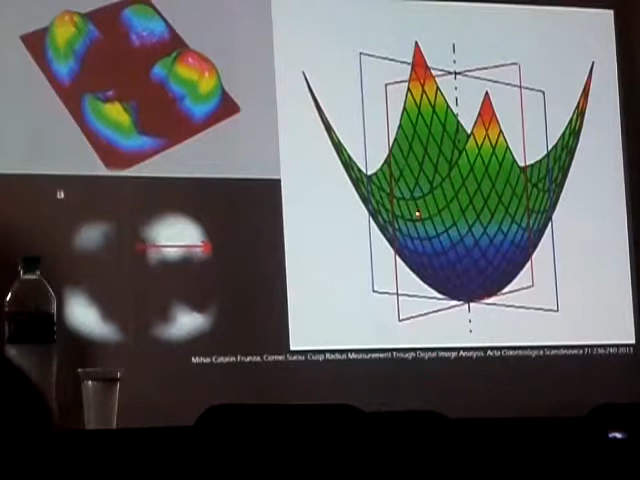 B
Mihai Catalin Frunza, Cornel Suciu. Cusp Radius Measurement Trough Digital Image Analysis. Acta Odontologica Scandinavica 71:236-240 2013